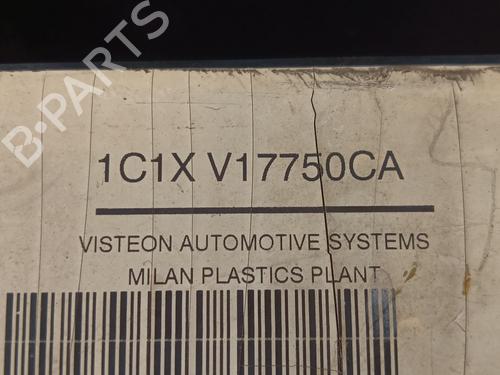 B-PARTS
1C1X V17750CA
VISTEON AUTOMOTIVE SYSTEMS
MILAN PLASTICS PLANT